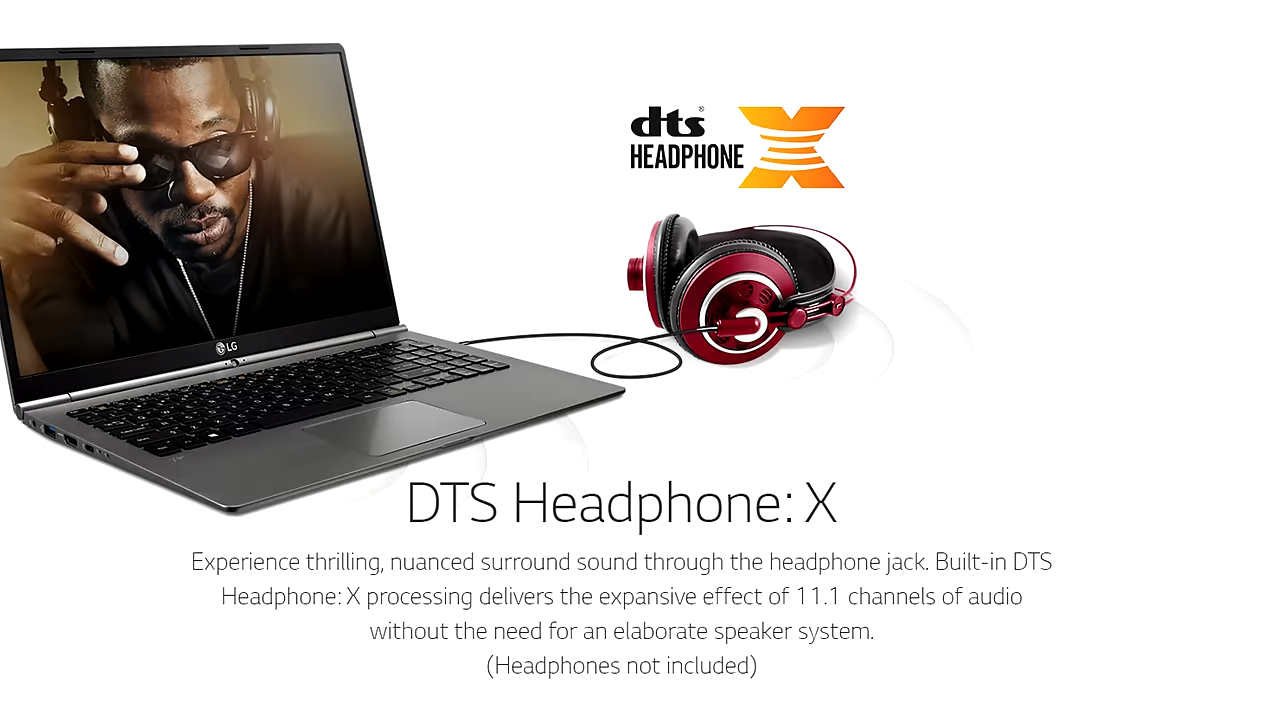 dts®
HEADPHONE X
LG
DTS Headphone: X
Experience thrilling, nuanced surround sound through the headphone jack. Built-in DTS
Headphone: X processing delivers the expansive effect of 11.1 channels of audio
without the need for an elaborate speaker system.
(Headphones not included)